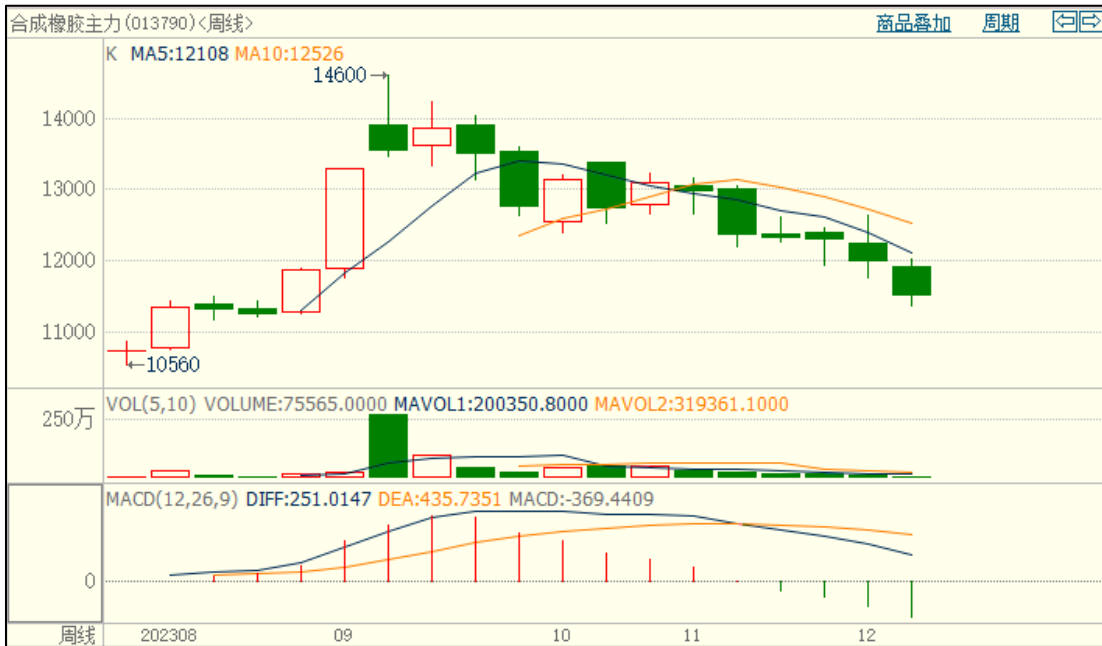 合成橡胶主力(013790)<周线> 商品叠加 周期
K MA5:12108 MA10:12526
14600
14000
13000
12000
11000
10560
VOL(5,10) VOLUME:75565.0000 MAVOL1:200350.8000 MAVOL2:319361.1000
250万
MACD(12,26,9) DIFF:251.0147 DEA:435.7351 MACD:-369.4409
0
周线 202308 09 10 11 12